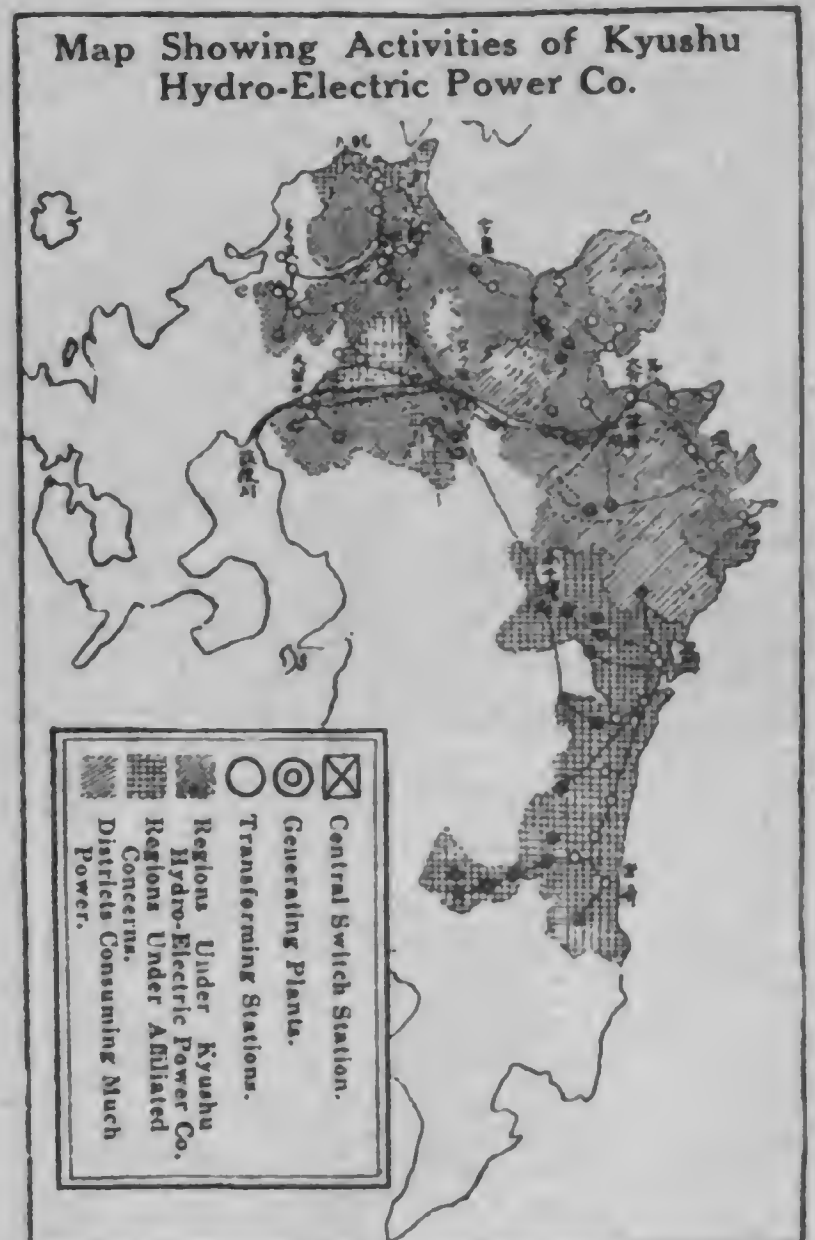 Map Showing Activities of Kyushu
Hydro-Electric Power Co.
Central Switch Station.
Generating Plants.
Transforming Stations.
Regions Under Kyushu
Hydro-Electric Power Co.
Regions Under Affiliated
Concerns.
Districts Consuming Much
Power.